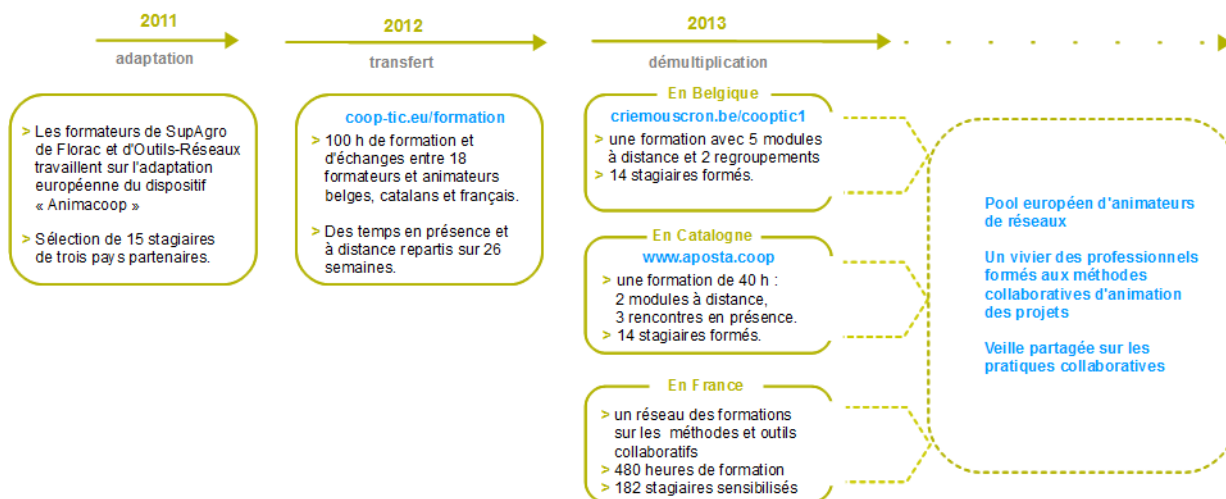 2011
adaptation
> Les formateurs de SupAgro
de Florac et d'Outils-Réseaux
travaillent sur l'adaptation
européenne du dispositif
« Animacoop »
> Sélection de 15 stagiaires
de trois pays partenaires.
2012
transfert
coop-tic.eu/formation
> 100 h de formation et
d'échanges entre 18
formateurs et animateurs
belges, catalans et français.
> Des temps en présence et
à distance repartis sur 26
semaines.
2013
démultiplication
En Belgique
criemouscron.be/cooptic1
> une formation avec 5 modules
à distance et 2 regroupements
> 14 stagiaires formés.
En Catalogne
www.aposta.coop
> une formation de 40 h :
2 modules à distance,
3 rencontres en présence.
> 14 stagiaires formés.
En France
> un réseau des formations
sur les méthodes et outils
collaboratifs
> 480 heures de formation
> 182 stagiaires sensibilisés
Pool européen d'animateurs
de réseaux
Un vivier des professionnels
formés aux méthodes
collaboratives d'animation
des projets
Veille partagée sur les
pratiques collaboratives